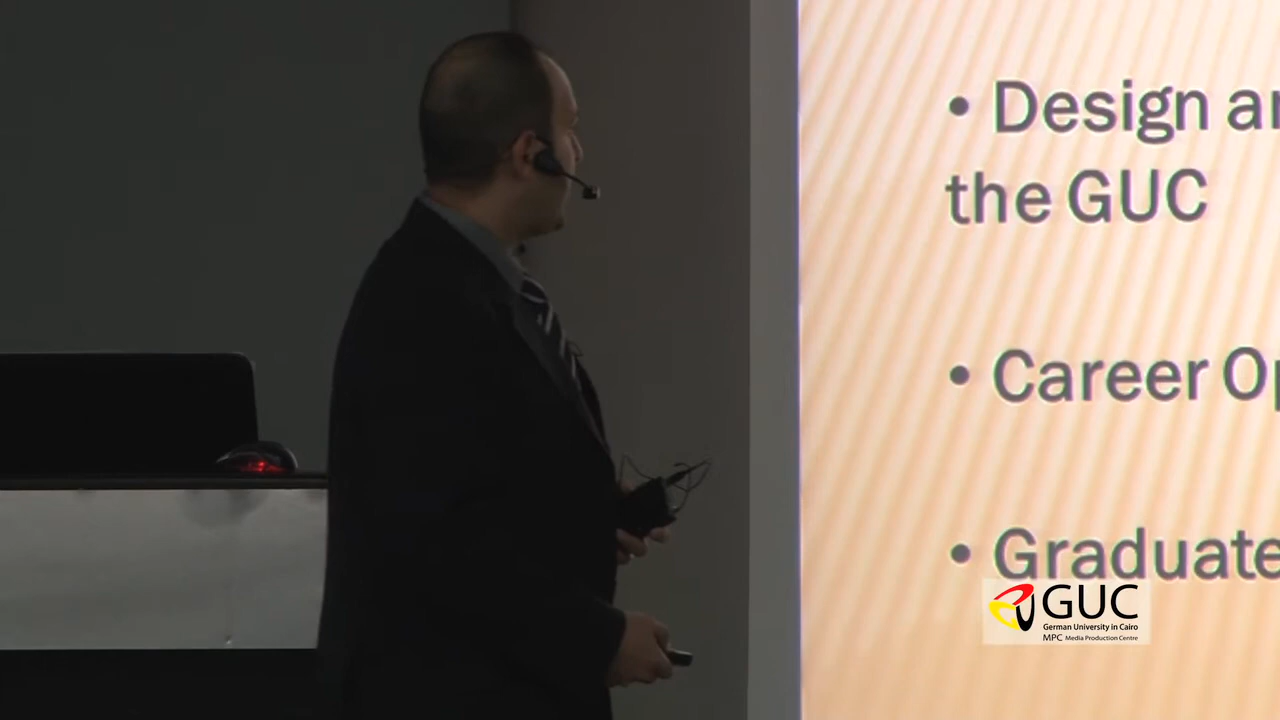 • Design
the GUC
• Career
• Graduate
GUC
German University in Cairo
MPC Media Production Centre